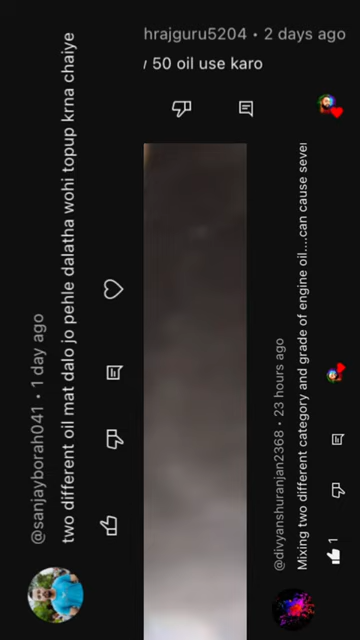 hrajguru5204 • 2 days ago
50 oil use karo
@sanjayborah041 • 1 day ago
two different oil mat dalo jo pehle dalatha wohi topup krna chaiye
@divyanshuranjan2368 • 23 hours ago
Mixing two different category and grade of engine oil....can cause
1